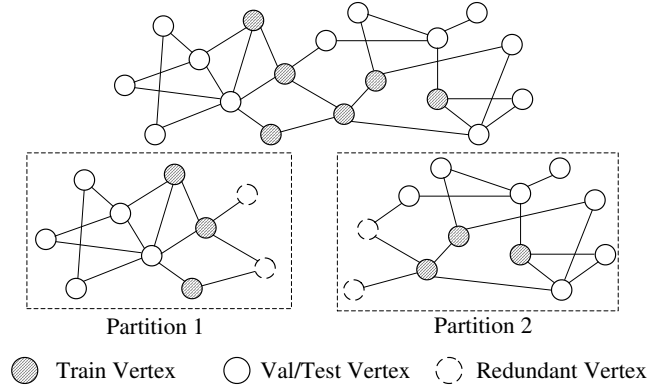 Partition 1
Partition 2
Train Vertex
Val/Test Vertex
Redundant Vertex